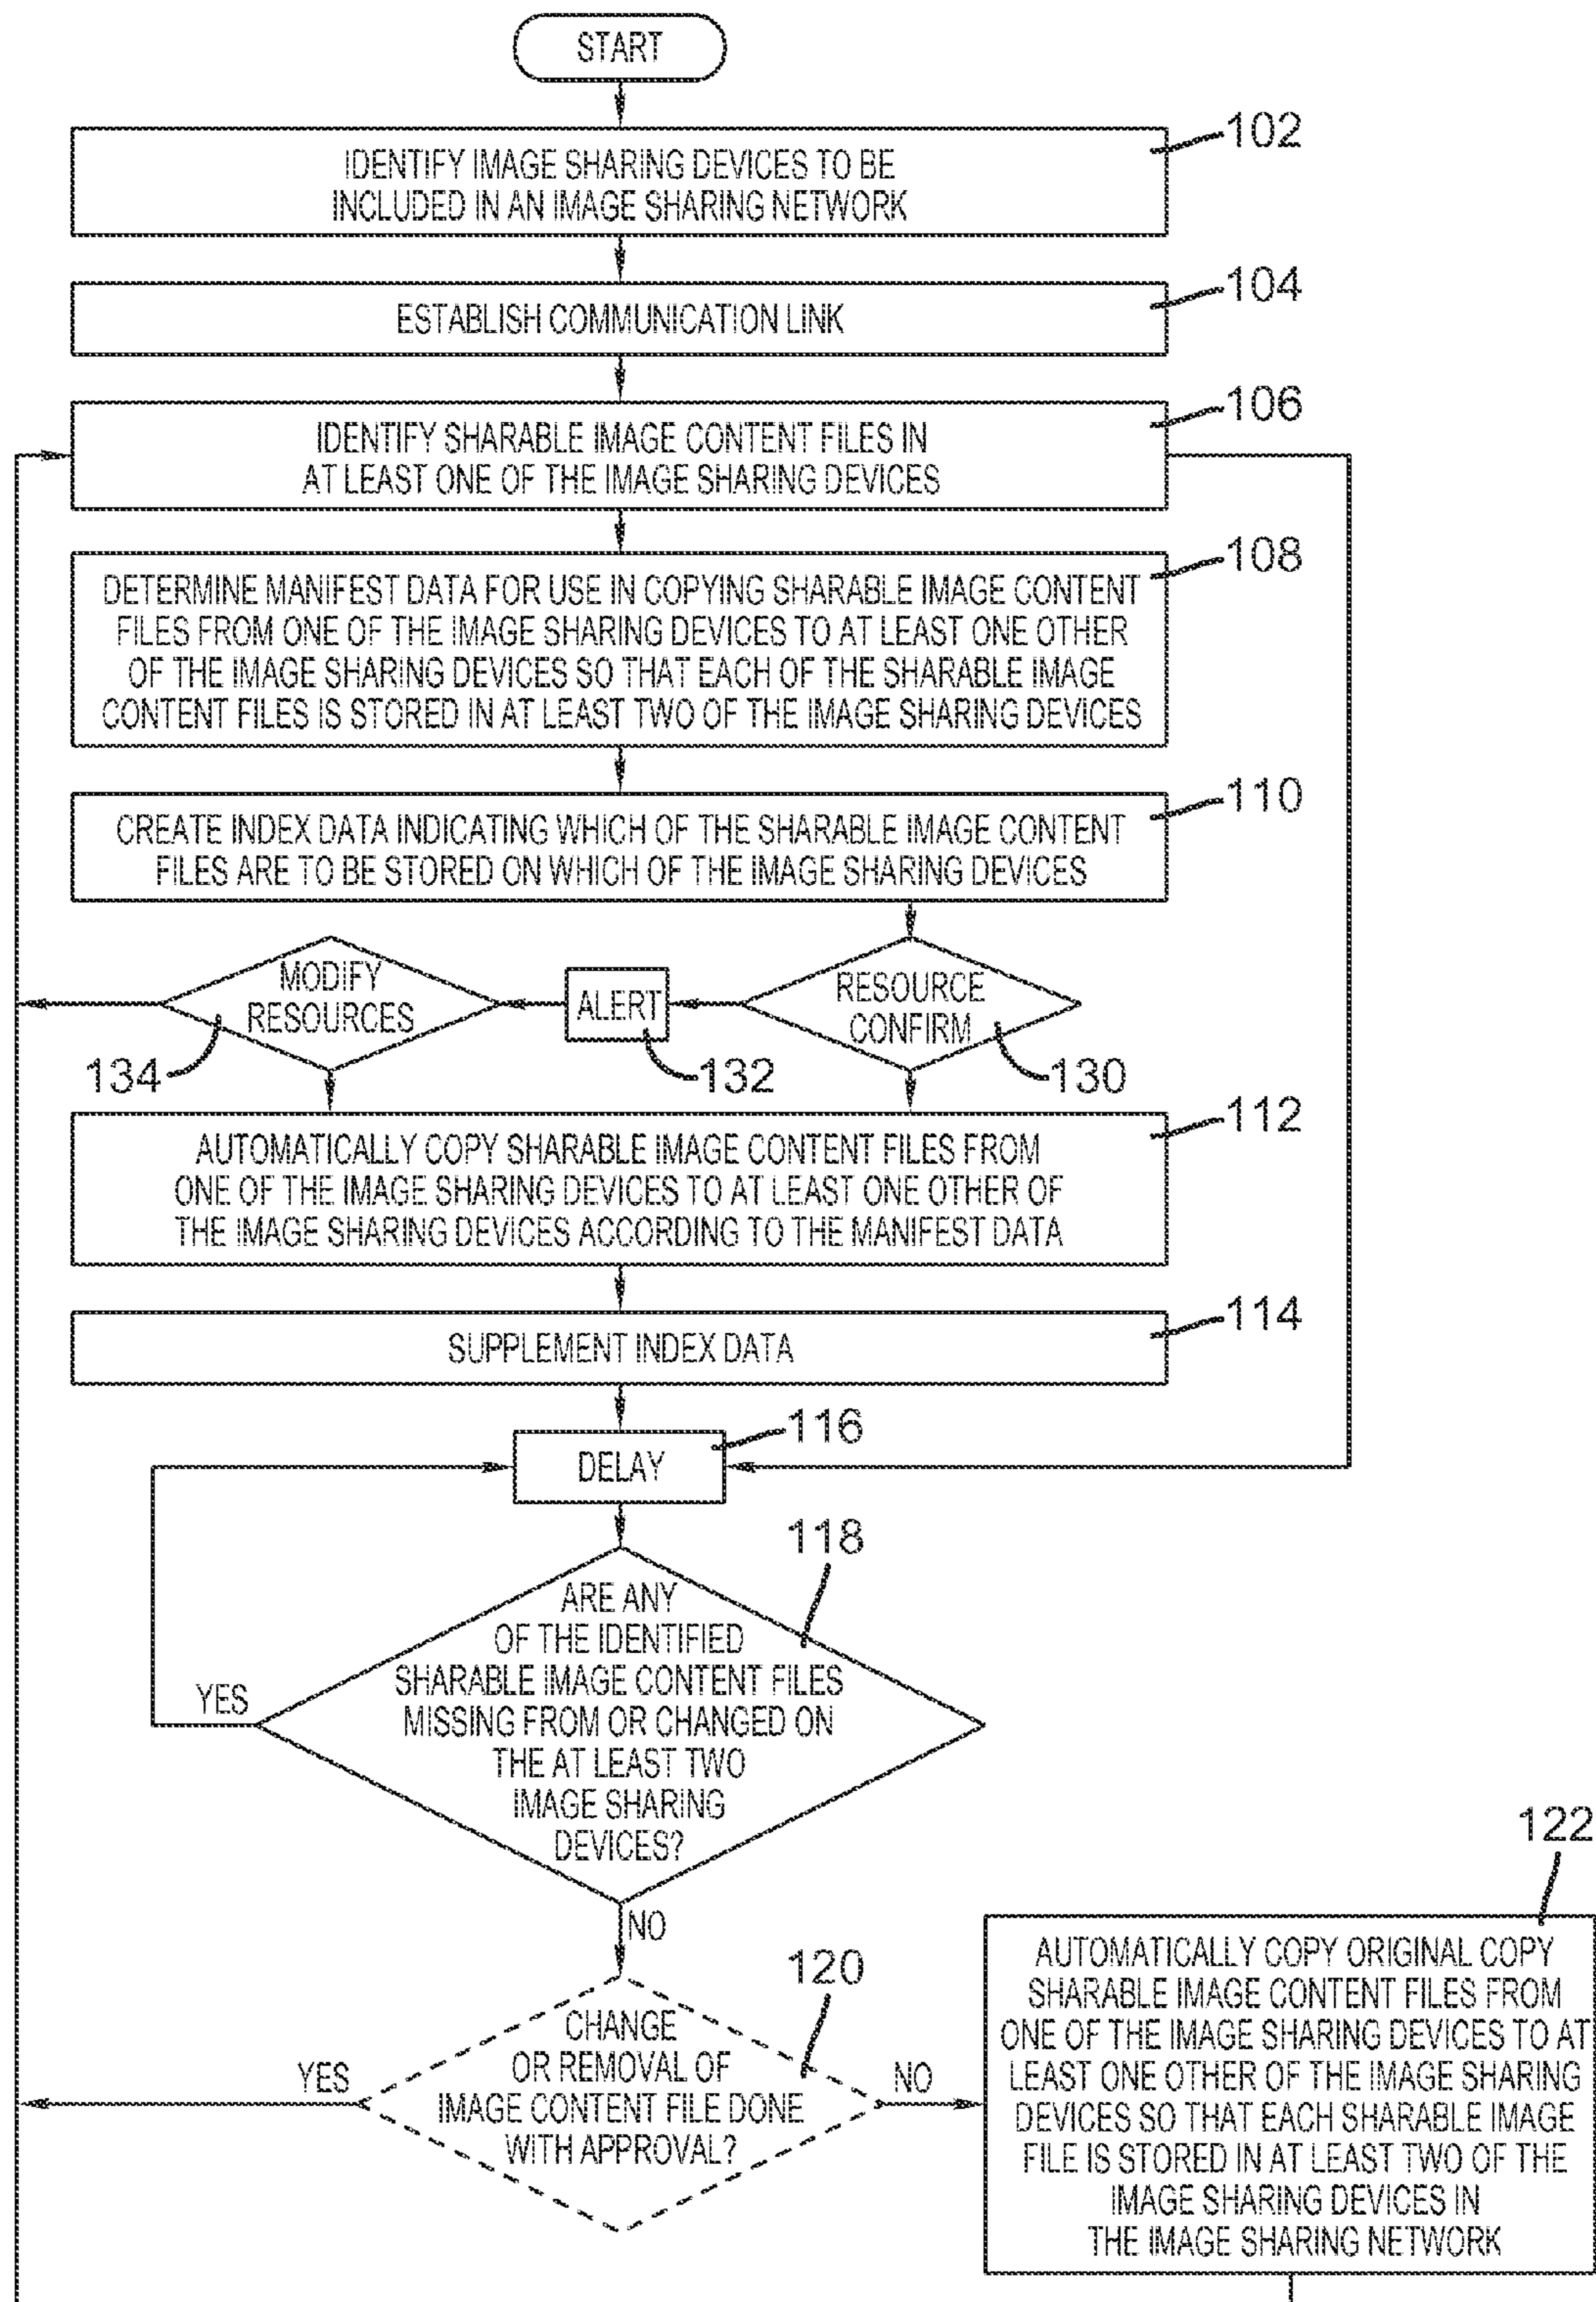 START
102
IDENTIFY IMAGE SHARING DEVICES TO BE
INCLUDED IN AN IMAGE SHARING NETWORK
104
ESTABLISH COMMUNICATION LINK
106
IDENTIFY SHARABLE IMAGE CONTENT FILES IN
AT LEAST ONE OF THE IMAGE SHARING DEVICES
108
DETERMINE MANIFEST DATA FOR USE IN COPYING SHARABLE IMAGE CONTENT
FILES FROM ONE OF THE IMAGE SHARING DEVICES TO AT LEAST ONE OTHER
OF THE IMAGE SHARING DEVICES SO THAT EACH OF THE SHARABLE IMAGE
CONTENT FILES IS STORED IN AT LEAST TWO OF THE IMAGE SHARING DEVICES
110
CREATE INDEX DATA INDICATING WHICH OF THE SHARABLE IMAGE CONTENT
FILES ARE TO BE STORED ON WHICH OF THE IMAGE SHARING DEVICES
MODIFY
RESOURCES
134
ALERT
132
RESOURCE
CONFIRM
130
112
AUTOMATICALLY COPY SHARABLE IMAGE CONTENT FILES FROM
ONE OF THE IMAGE SHARING DEVICES TO AT LEAST ONE OTHER OF
THE IMAGE SHARING DEVICES ACCORDING TO THE MANIFEST DATA
114
SUPPLEMENT INDEX DATA
116
DELAY
118
ARE ANY
OF THE IDENTIFIED
SHARABLE IMAGE CONTENT FILES
MISSING FROM OR CHANGED ON
THE AT LEAST TWO
IMAGE SHARING
DEVICES?
YES
NO
120
CHANGE
OR REMOVAL OF
IMAGE CONTENT FILE DONE
WITH APPROVAL?
YES
NO
122
AUTOMATICALLY COPY ORIGINAL COPY
SHARABLE IMAGE CONTENT FILES FROM
ONE OF THE IMAGE SHARING DEVICES TO AT
LEAST ONE OTHER OF THE IMAGE SHARING
DEVICES SO THAT EACH SHARABLE IMAGE
FILE IS STORED IN AT LEAST TWO OF THE
IMAGE SHARING DEVICES IN
THE IMAGE SHARING NETWORK